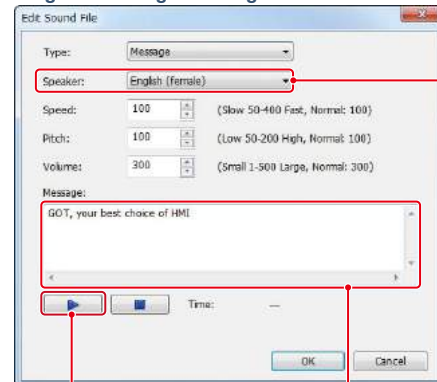 Edit Sound File
Type: Message
Speaker: English (female)
Speed: 100 (Slow 50-400 Fast, Normal: 100)
Pitch: 100 (Low 50-200 High, Normal: 100)
Volume: 300 (Small 1-500 Large, Normal: 300)
Message:
GOT, your best choice of HMI
Time: ---
OK Cancel